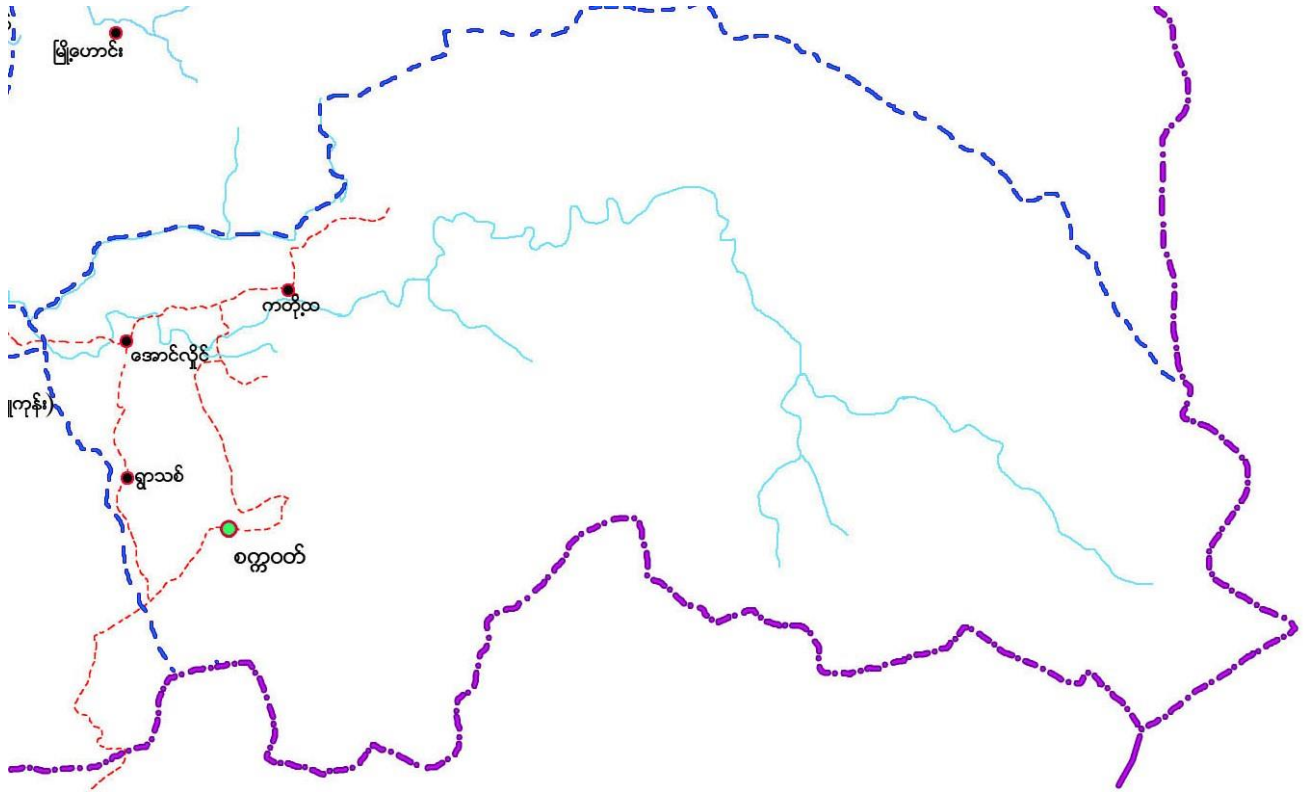 မြို့ဟောင်း
ကတို့ထ
အောင်လှိုင်
ကုန်း)
ရွာသစ်
စက္ကဝတ်